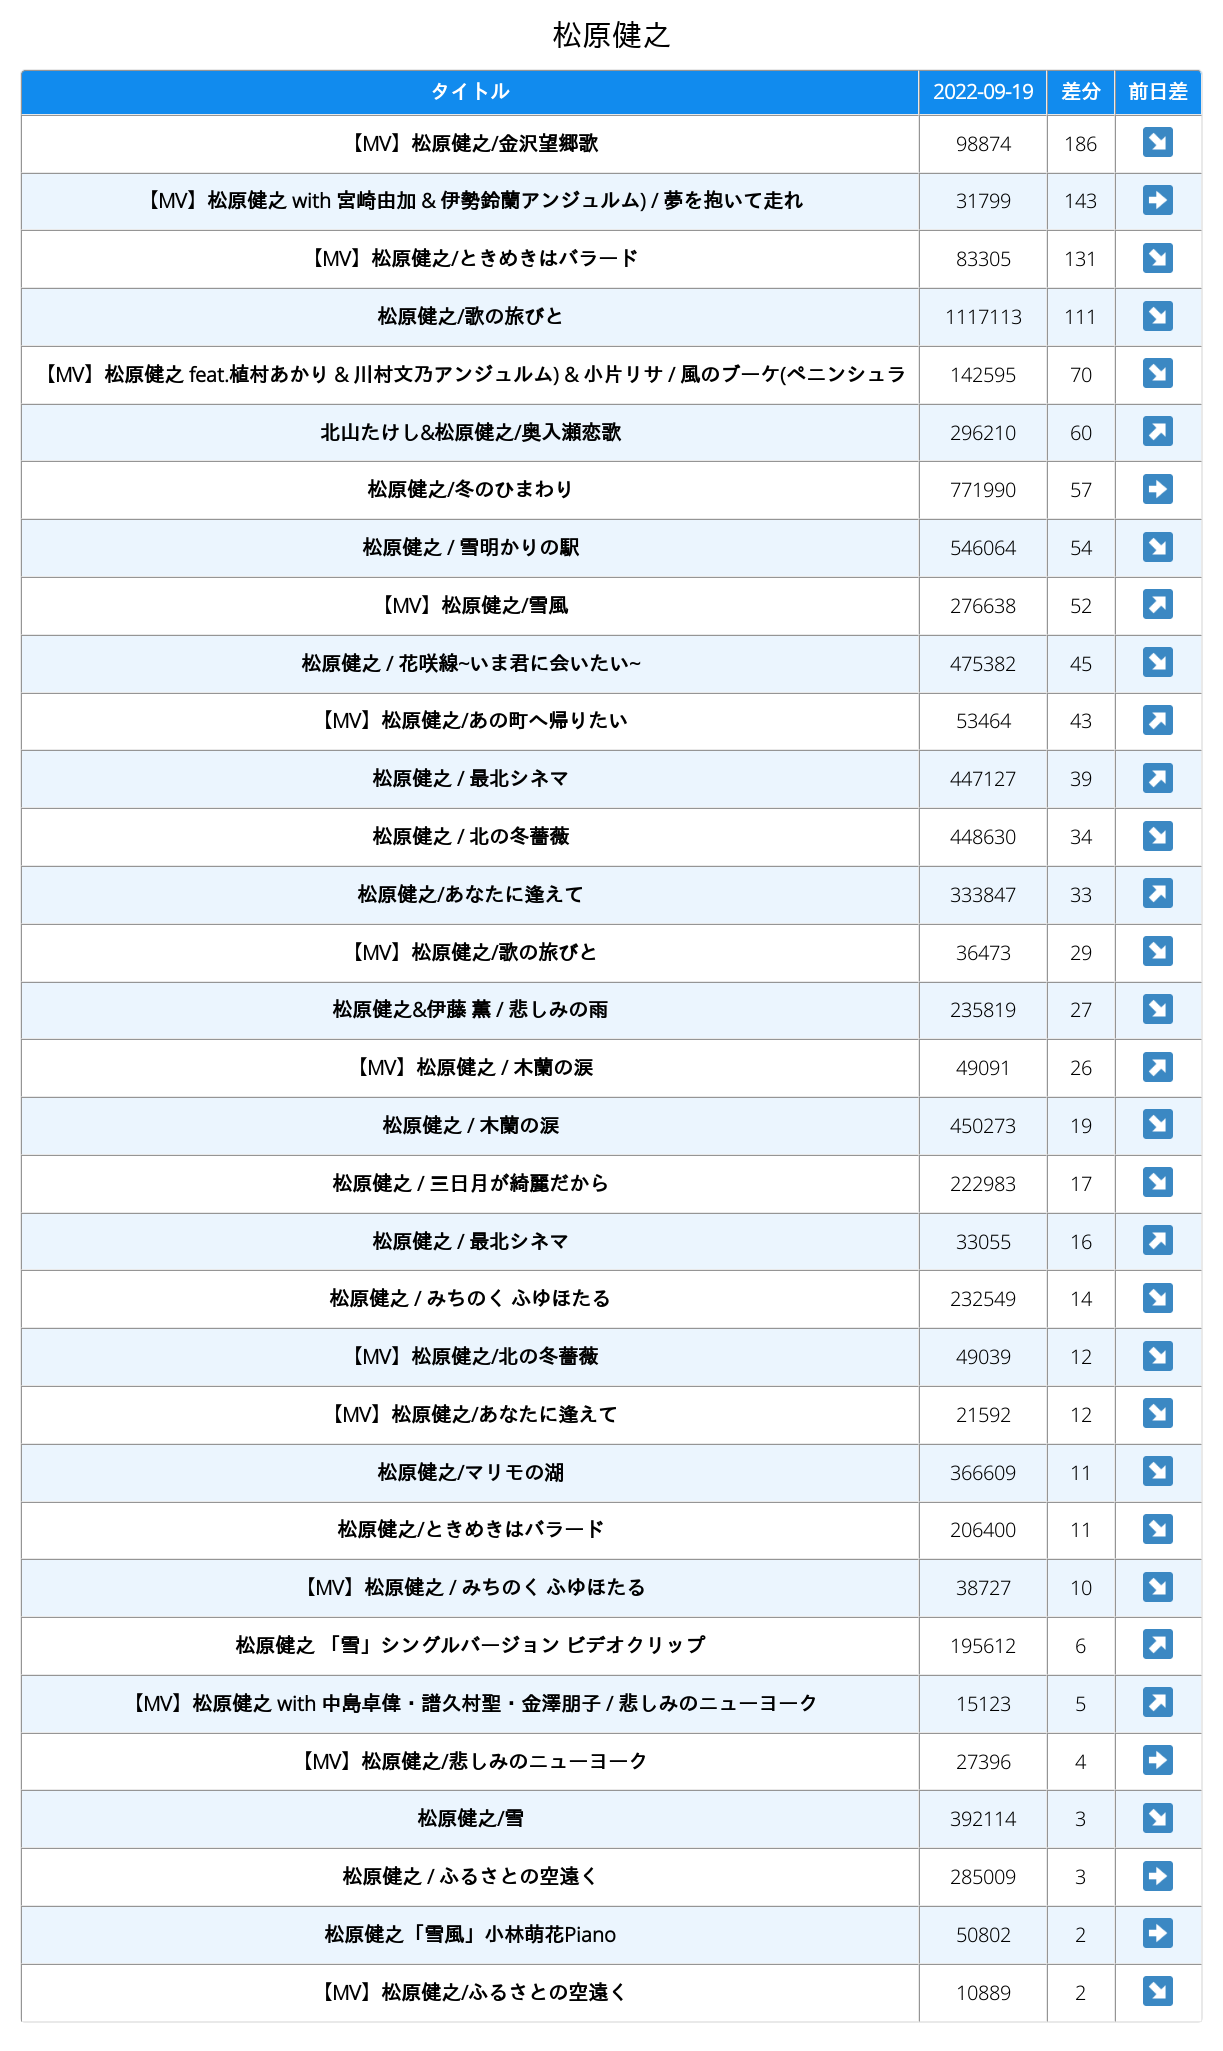 松原健之
タイトル 2022-09-19 差分 前日差
【MV】松原健之/金沢望郷歌 98874 186 ↘
【MV】松原健之 with 宮崎由加 & 伊勢鈴蘭アンジュルム) / 夢を抱いて走れ 31799 143 ➡
【MV】松原健之/ときめきはバラード 83305 131 ↘
松原健之/歌の旅びと 1117113 111 ↘
【MV】松原健之 feat.植村あかり & 川村文乃アンジュルム) & 小片リサ / 風のブーケ(ペニンシュラ 142595 70 ↘
北山たけし&松原健之/奥入瀬恋歌 296210 60 ↗
松原健之/冬のひまわり 771990 57 ➡
松原健之 / 雪明かりの駅 546064 54 ↘
【MV】松原健之/雪風 276638 52 ↗
松原健之 / 花咲線~いま君に会いたい~ 475382 45 ↘
【MV】松原健之/あの町へ帰りたい 53464 43 ↗
松原健之 / 最北シネマ 447127 39 ↗
松原健之 / 北の冬薔薇 448630 34 ↘
松原健之/あなたに逢えて 333847 33 ↗
【MV】松原健之/歌の旅びと 36473 29 ↘
松原健之&伊藤 薫 / 悲しみの雨 235819 27 ↘
【MV】松原健之 / 木蘭の涙 49091 26 ↗
松原健之 / 木蘭の涙 450273 19 ↘
松原健之 / 三日月が綺麗だから 222983 17 ↘
松原健之 / 最北シネマ 33055 16 ↗
松原健之 / みちのく ふゆほたる 232549 14 ↘
【MV】松原健之/北の冬薔薇 49039 12 ↘
【MV】松原健之/あなたに逢えて 21592 12 ↘
松原健之/マリモの湖 366609 11 ↘
松原健之/ときめきはバラード 206400 11 ↘
【MV】松原健之 / みちのく ふゆほたる 38727 10 ↘
松原健之 「雪」シングルバージョン ビデオクリップ 195612 6 ↗
【MV】松原健之 with 中島卓偉・譜久村聖・金澤朋子 / 悲しみのニューヨーク 15123 5 ↗
【MV】松原健之/悲しみのニューヨーク 27396 4 ➡
松原健之/雪 392114 3 ↘
松原健之 / ふるさとの空遠く 285009 3 ➡
松原健之「雪風」小林萌花Piano 50802 2 ➡
【MV】松原健之/ふるさとの空遠く 10889 2 ↘